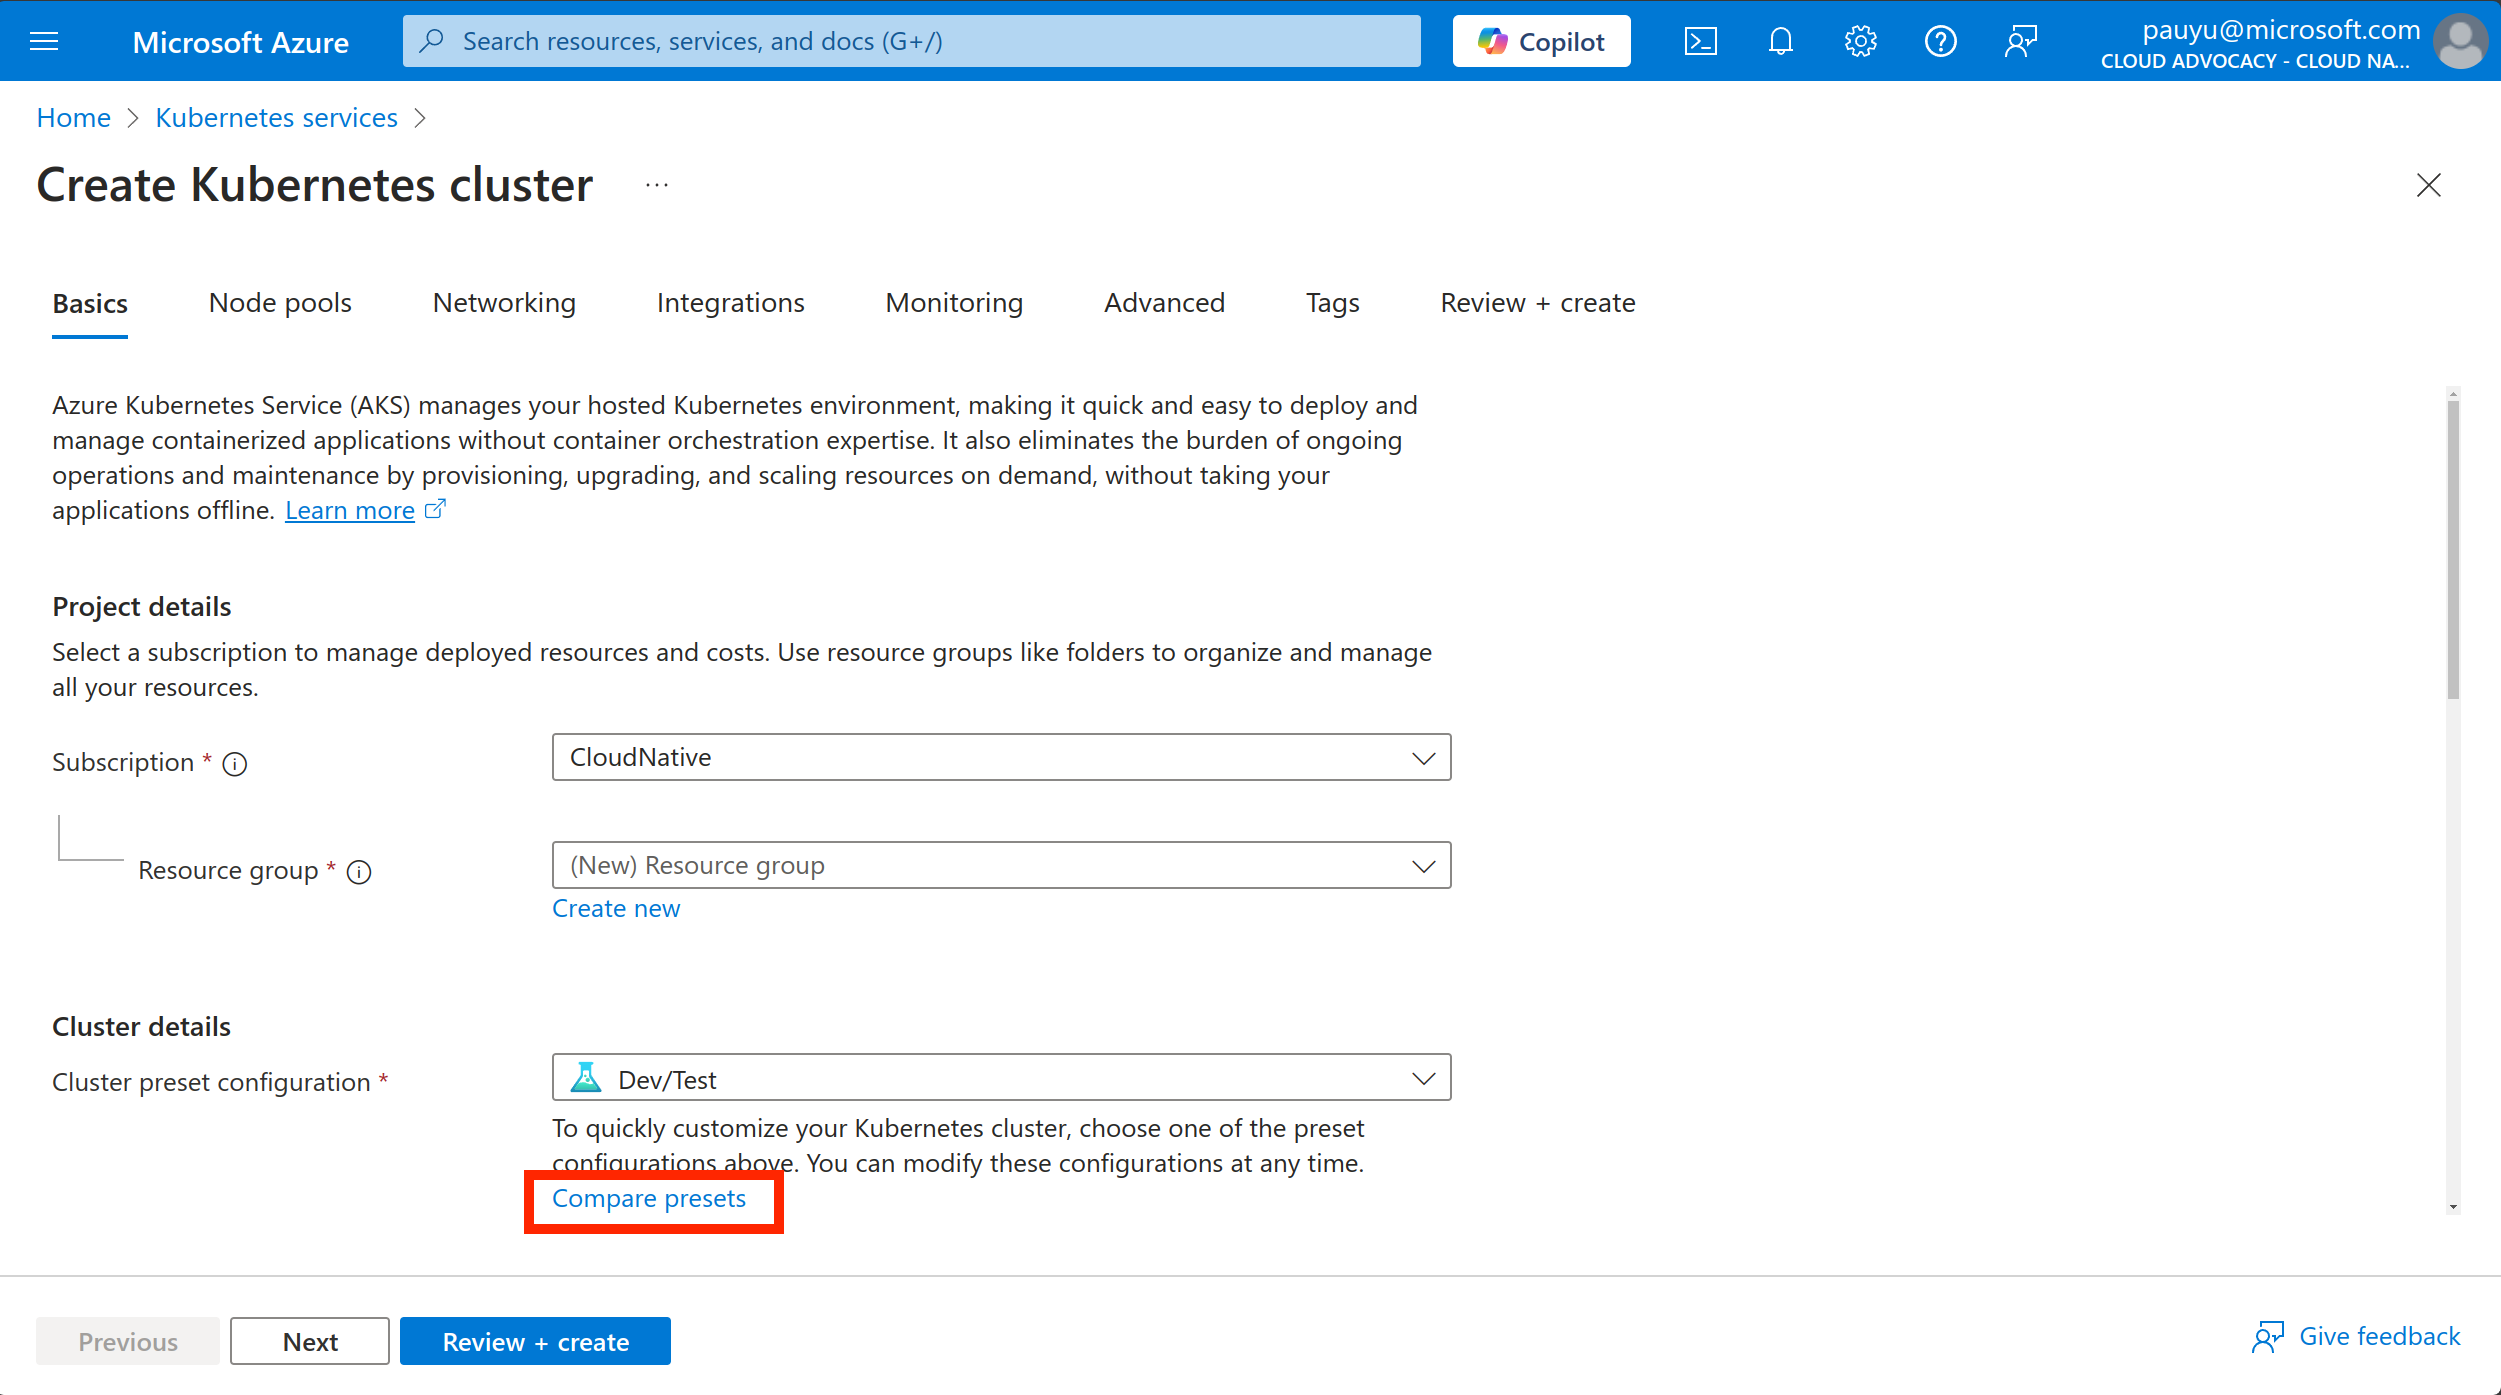 Microsoft Azure
Search resources, services, and docs (G+/)
Copilot
pauyu@microsoft.com
CLOUD ADVOCACY - CLOUD NA...
Home > Kubernetes services >
Create Kubernetes cluster ...
Basics Node pools Networking Integrations Monitoring Advanced Tags Review + create
Azure Kubernetes Service (AKS) manages your hosted Kubernetes environment, making it quick and easy to deploy and
manage containerized applications without container orchestration expertise. It also eliminates the burden of ongoing
operations and maintenance by provisioning, upgrading, and scaling resources on demand, without taking your
applications offline. Learn more
Project details
Select a subscription to manage deployed resources and costs. Use resource groups like folders to organize and manage
all your resources.
Subscription *
CloudNative
Resource group *
(New) Resource group
Create new
Cluster details
Cluster preset configuration *
Dev/Test
To quickly customize your Kubernetes cluster, choose one of the preset
configurations above. You can modify these configurations at any time.
Compare presets
Previous
Next
Review + create
Give feedback